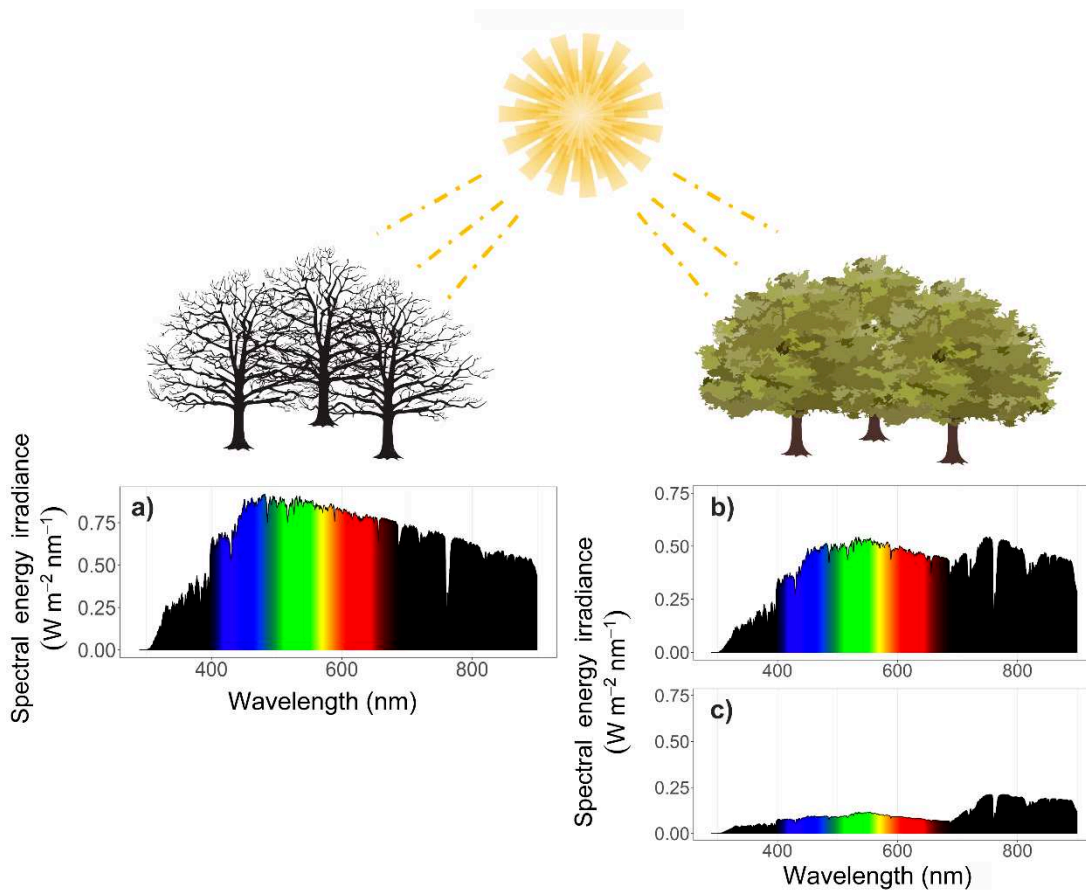 a)
Spectral energy irradiance
(W m⁻² nm⁻¹)
0.75
0.50
0.25
0.00
400
600
800
Wavelength (nm)
Spectral energy irradiance
(W m⁻² nm⁻¹)
b)
0.75
0.50
0.25
0.00
400
600
800
c)
0.75
0.50
0.25
0.00
400
600
800
Wavelength (nm)